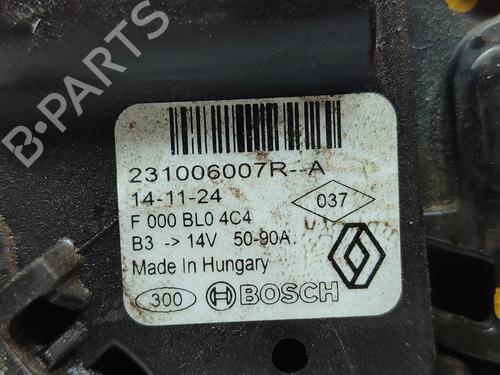 231006007R--A
14-11-24
037
F 000 BL0 4C4
B3 -> 14V 50-90A
Made In Hungary
300 BOSCH
B-Parts